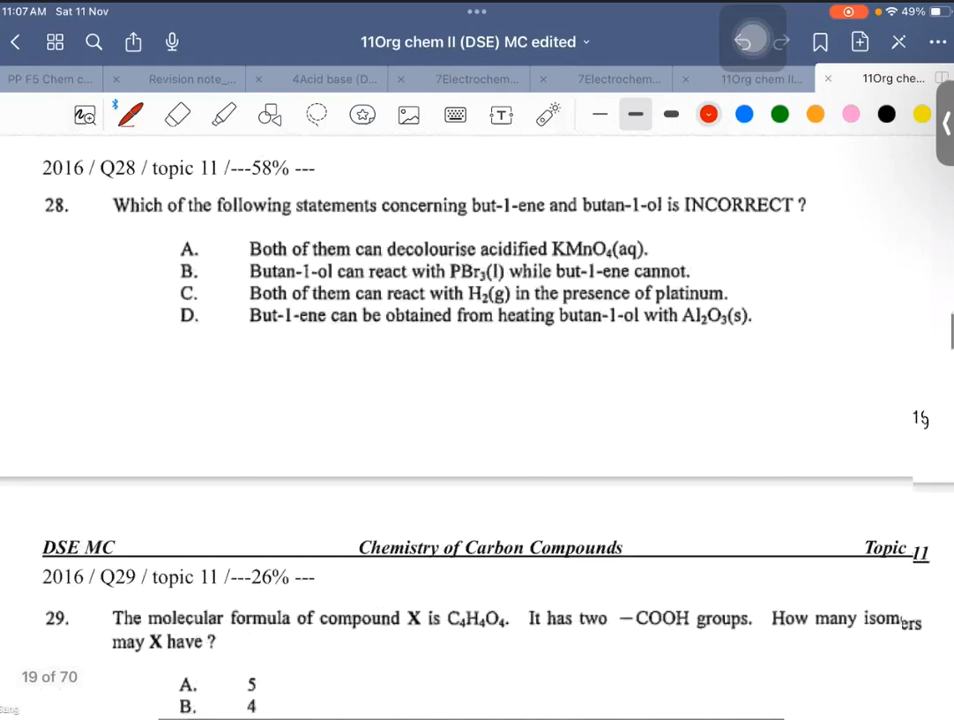 11:07AM Sat 11 Nov
49%
11Org chem II (DSE) MC edited
PP F5 Chem c...
Revision note_...
4Acid base (D...
7Electrochem...
7Electrochem...
11Org chem II...
11Org che...
2016 / Q28 / topic 11 /---58% ---
28. Which of the following statements concerning but-1-ene and butan-1-ol is INCORRECT ?
A. Both of them can decolourise acidified KMnO₄(aq).
B. Butan-1-ol can react with PBr₃(l) while but-1-ene cannot.
C. Both of them can react with H₂(g) in the presence of platinum.
D. But-1-ene can be obtained from heating butan-1-ol with Al₂O₃(s).
19
DSE MC Chemistry of Carbon Compounds Topic 11
2016 / Q29 / topic 11 /---26% ---
29. The molecular formula of compound X is C₄H₄O₄. It has two −COOH groups. How many isomers
may X have ?
19 of 70
A. 5
B. 4